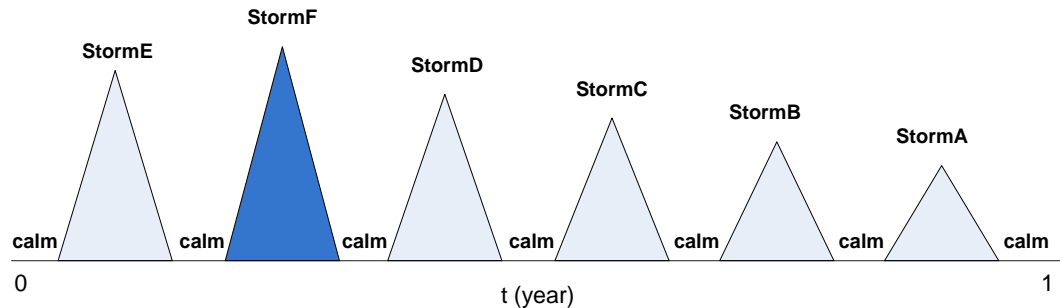 StormE
StormF
StormD
StormC
StormB
StormA
calm calm calm calm calm calm calm
0 1
t (year)